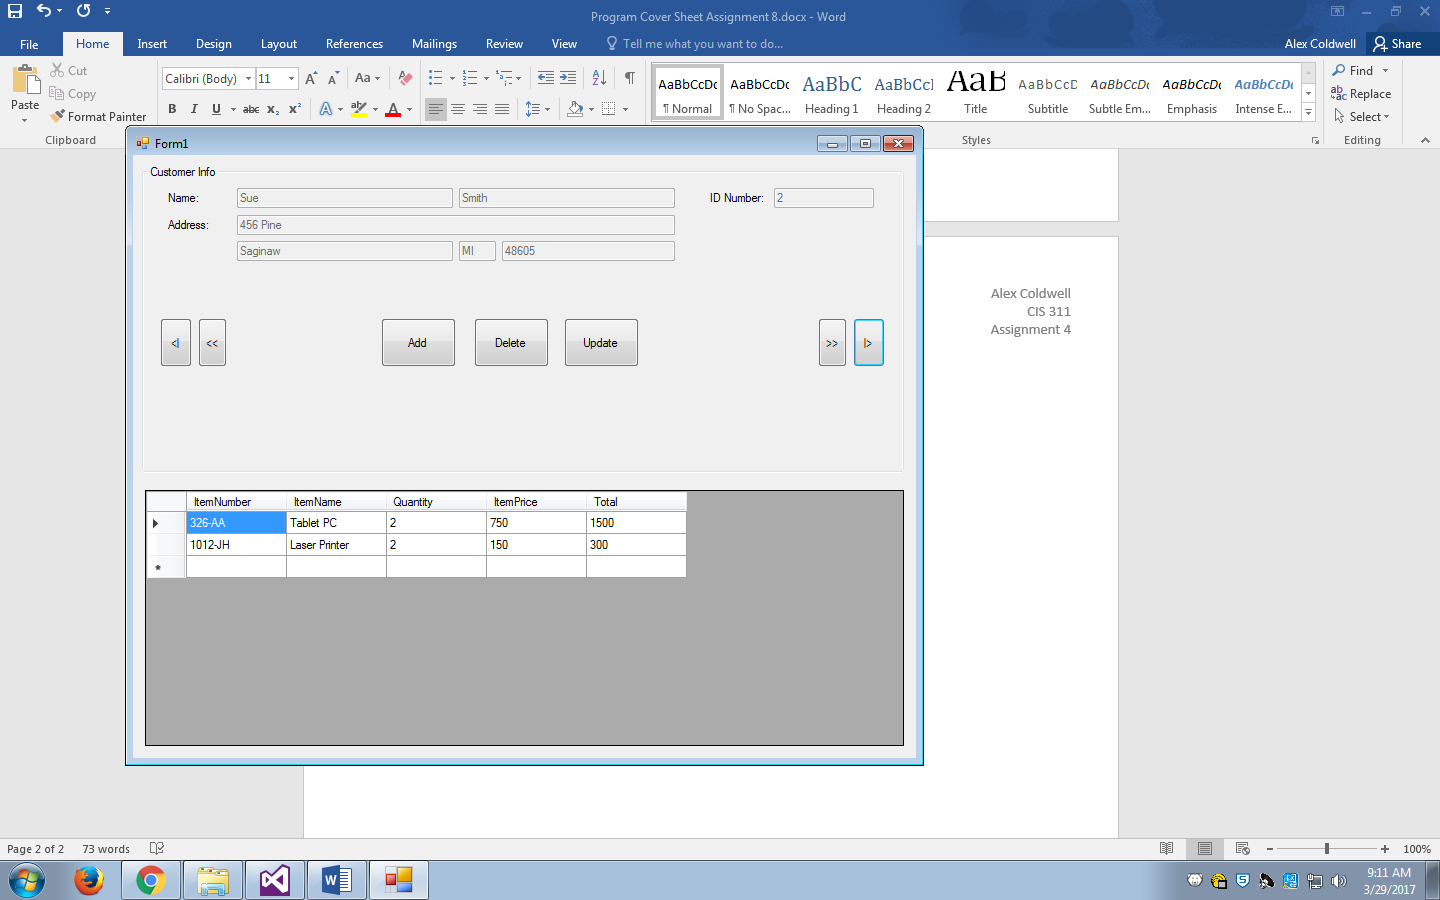 Program Cover Sheet Assignment 8.docx - Word
File Home Insert Design Layout References Mailings Review View Tell me what you want to do... Alex Coldwell Share
Paste
Cut
Copy
Format Painter
Clipboard
Calibri (Body) 11
AaBbCcDc AaBbCcDc AaBbC AaBbCcI AaB AaBbCcD AaBbCcDc AaBbCcDc AaBbCcDc
¶ Normal ¶ No Spac... Heading 1 Heading 2 Title Subtitle Subtle Em... Emphasis Intense E...
Styles
Find
Replace
Select
Editing
Form1
Customer Info
Name: Sue Smith ID Number: 2
Address: 456 Pine
Saginaw MI 48605
<| << Add Delete Update >> |>
ItemNumber ItemName Quantity ItemPrice Total
326-AA Tablet PC 2 750 1500
1012-JH Laser Printer 2 150 300
Alex Coldwell
CIS 311
Assignment 4
Page 2 of 2 73 words 100%
9:11 AM
3/29/2017